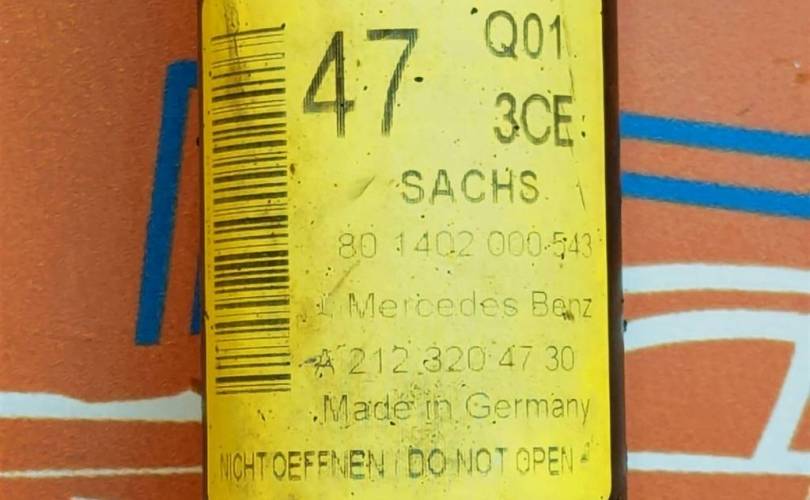 47
Q01
3CE
SACHS
80 1402 000 543
Mercedes Benz
A 212 320 47 30
Made in Germany
NICHT OEFFNEN / DO NOT OPEN